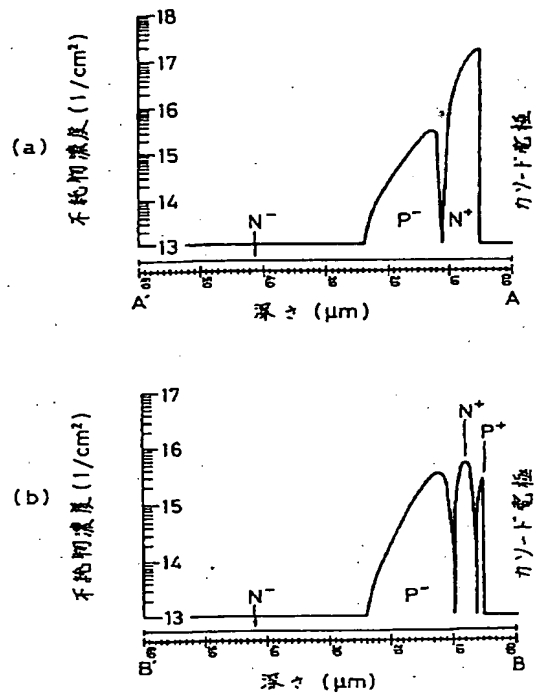 (a)
不純物濃度 (1/cm²)
18
17
16
15
14
13
N⁻
P⁻
N⁺
カソード電極
A'
A
深さ (μm)
(b)
不純物濃度 (1/cm²)
17
16
15
14
13
N⁺
P⁺
N⁻
P⁻
カソード電極
B'
B
深さ (μm)